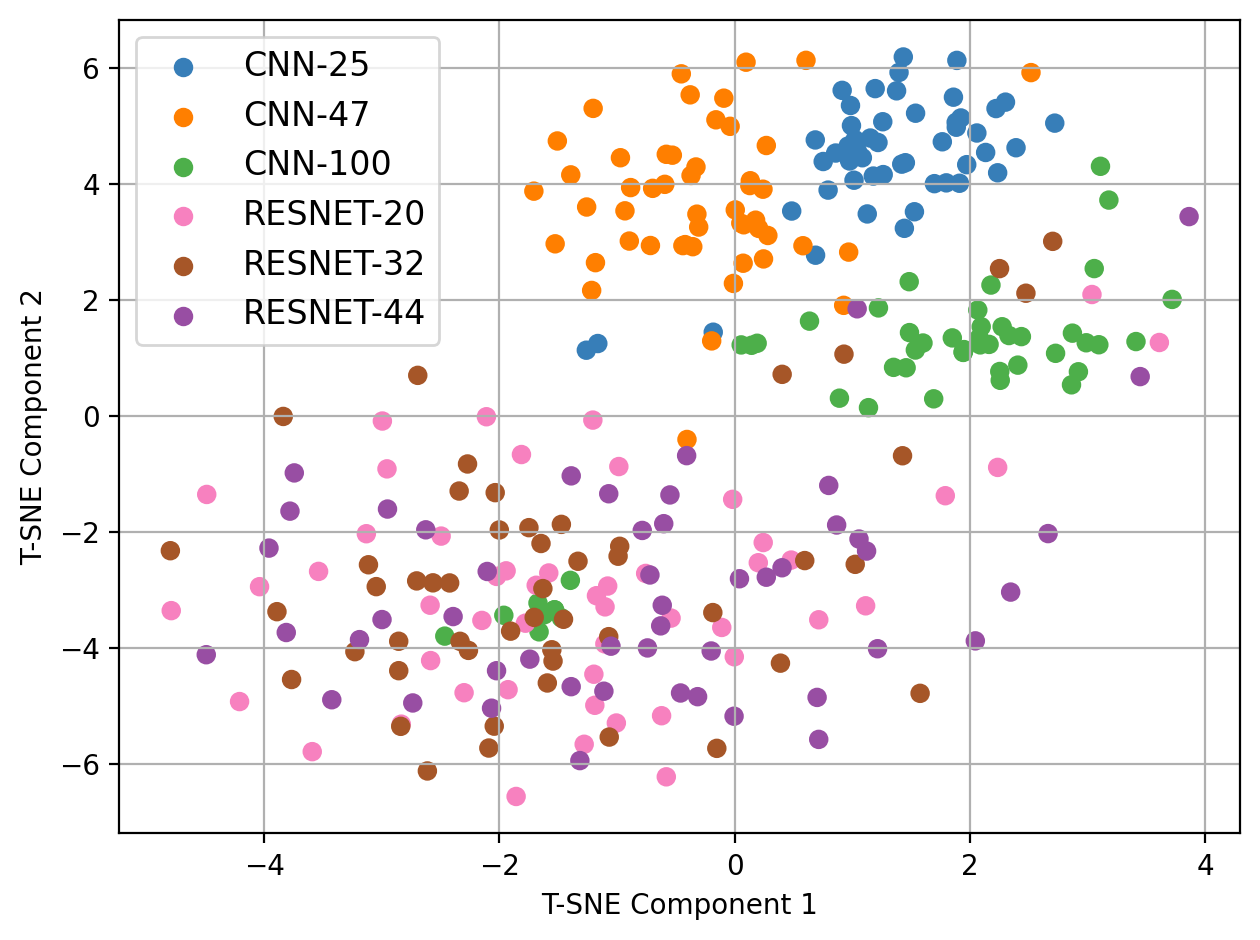 CNN-25
CNN-47
CNN-100
RESNET-20
RESNET-32
RESNET-44
6
4
2
0
−2
−4
−6
T-SNE Component 2
−4 −2 0 2 4
T-SNE Component 1